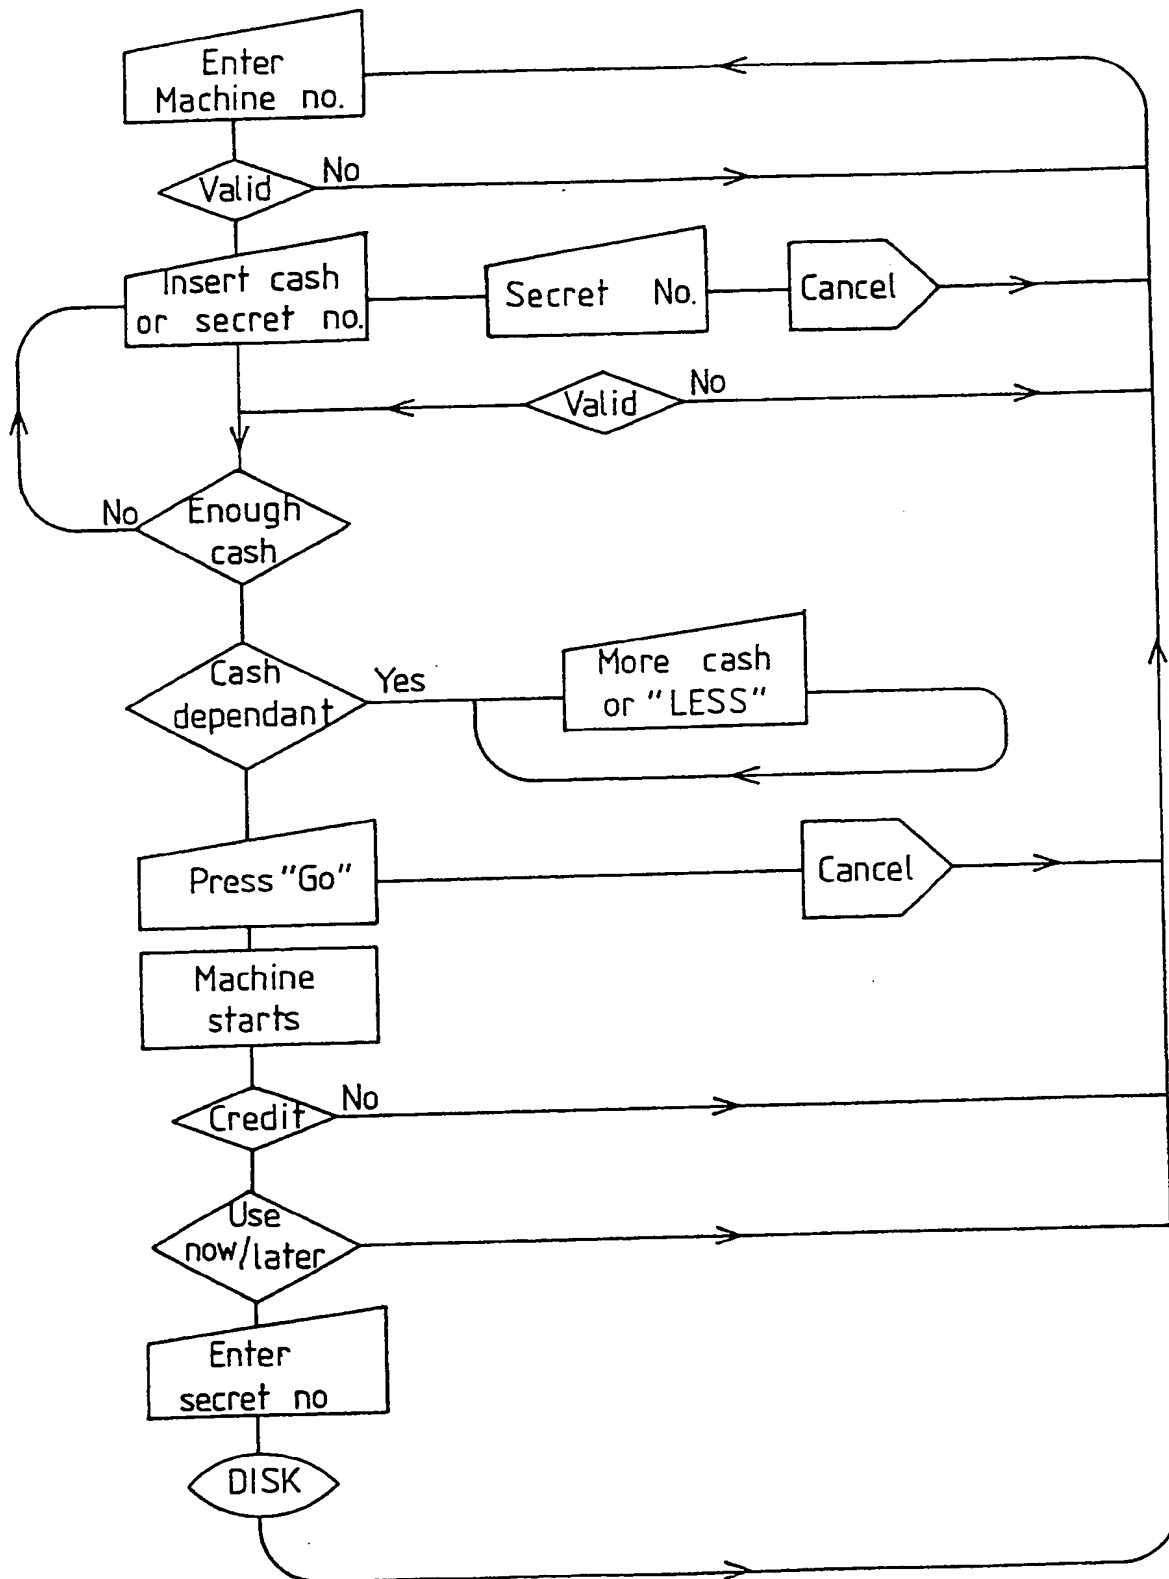 Enter
Machine no.
Valid
No
Insert cash
or secret no.
Secret No.
Cancel
Valid
No
No
Enough
cash
Cash
dependant
Yes
More cash
or "LESS"
Press "Go"
Cancel
Machine
starts
Credit
No
Use
now/later
Enter
secret no
DISK